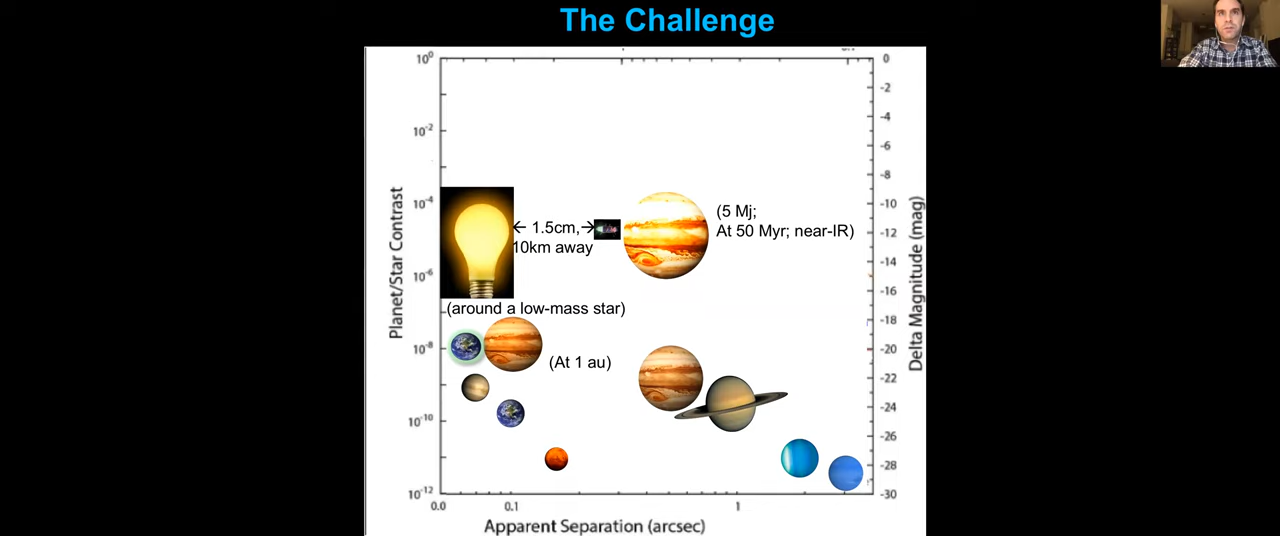 The Challenge
10⁰
10⁻²
10⁻⁴
10⁻⁶
10⁻⁸
10⁻¹⁰
10⁻¹²
Planet/Star Contrast
← 1.5cm,→
10km away
(5 Mj;
At 50 Myr; near-IR)
(around a low-mass star)
(At 1 au)
0
-2
-4
-6
-8
-10
-12
-14
-16
-18
-20
-22
-24
-26
-28
-30
Delta Magnitude (mag)
0.0 0.1 1
Apparent Separation (arcsec)